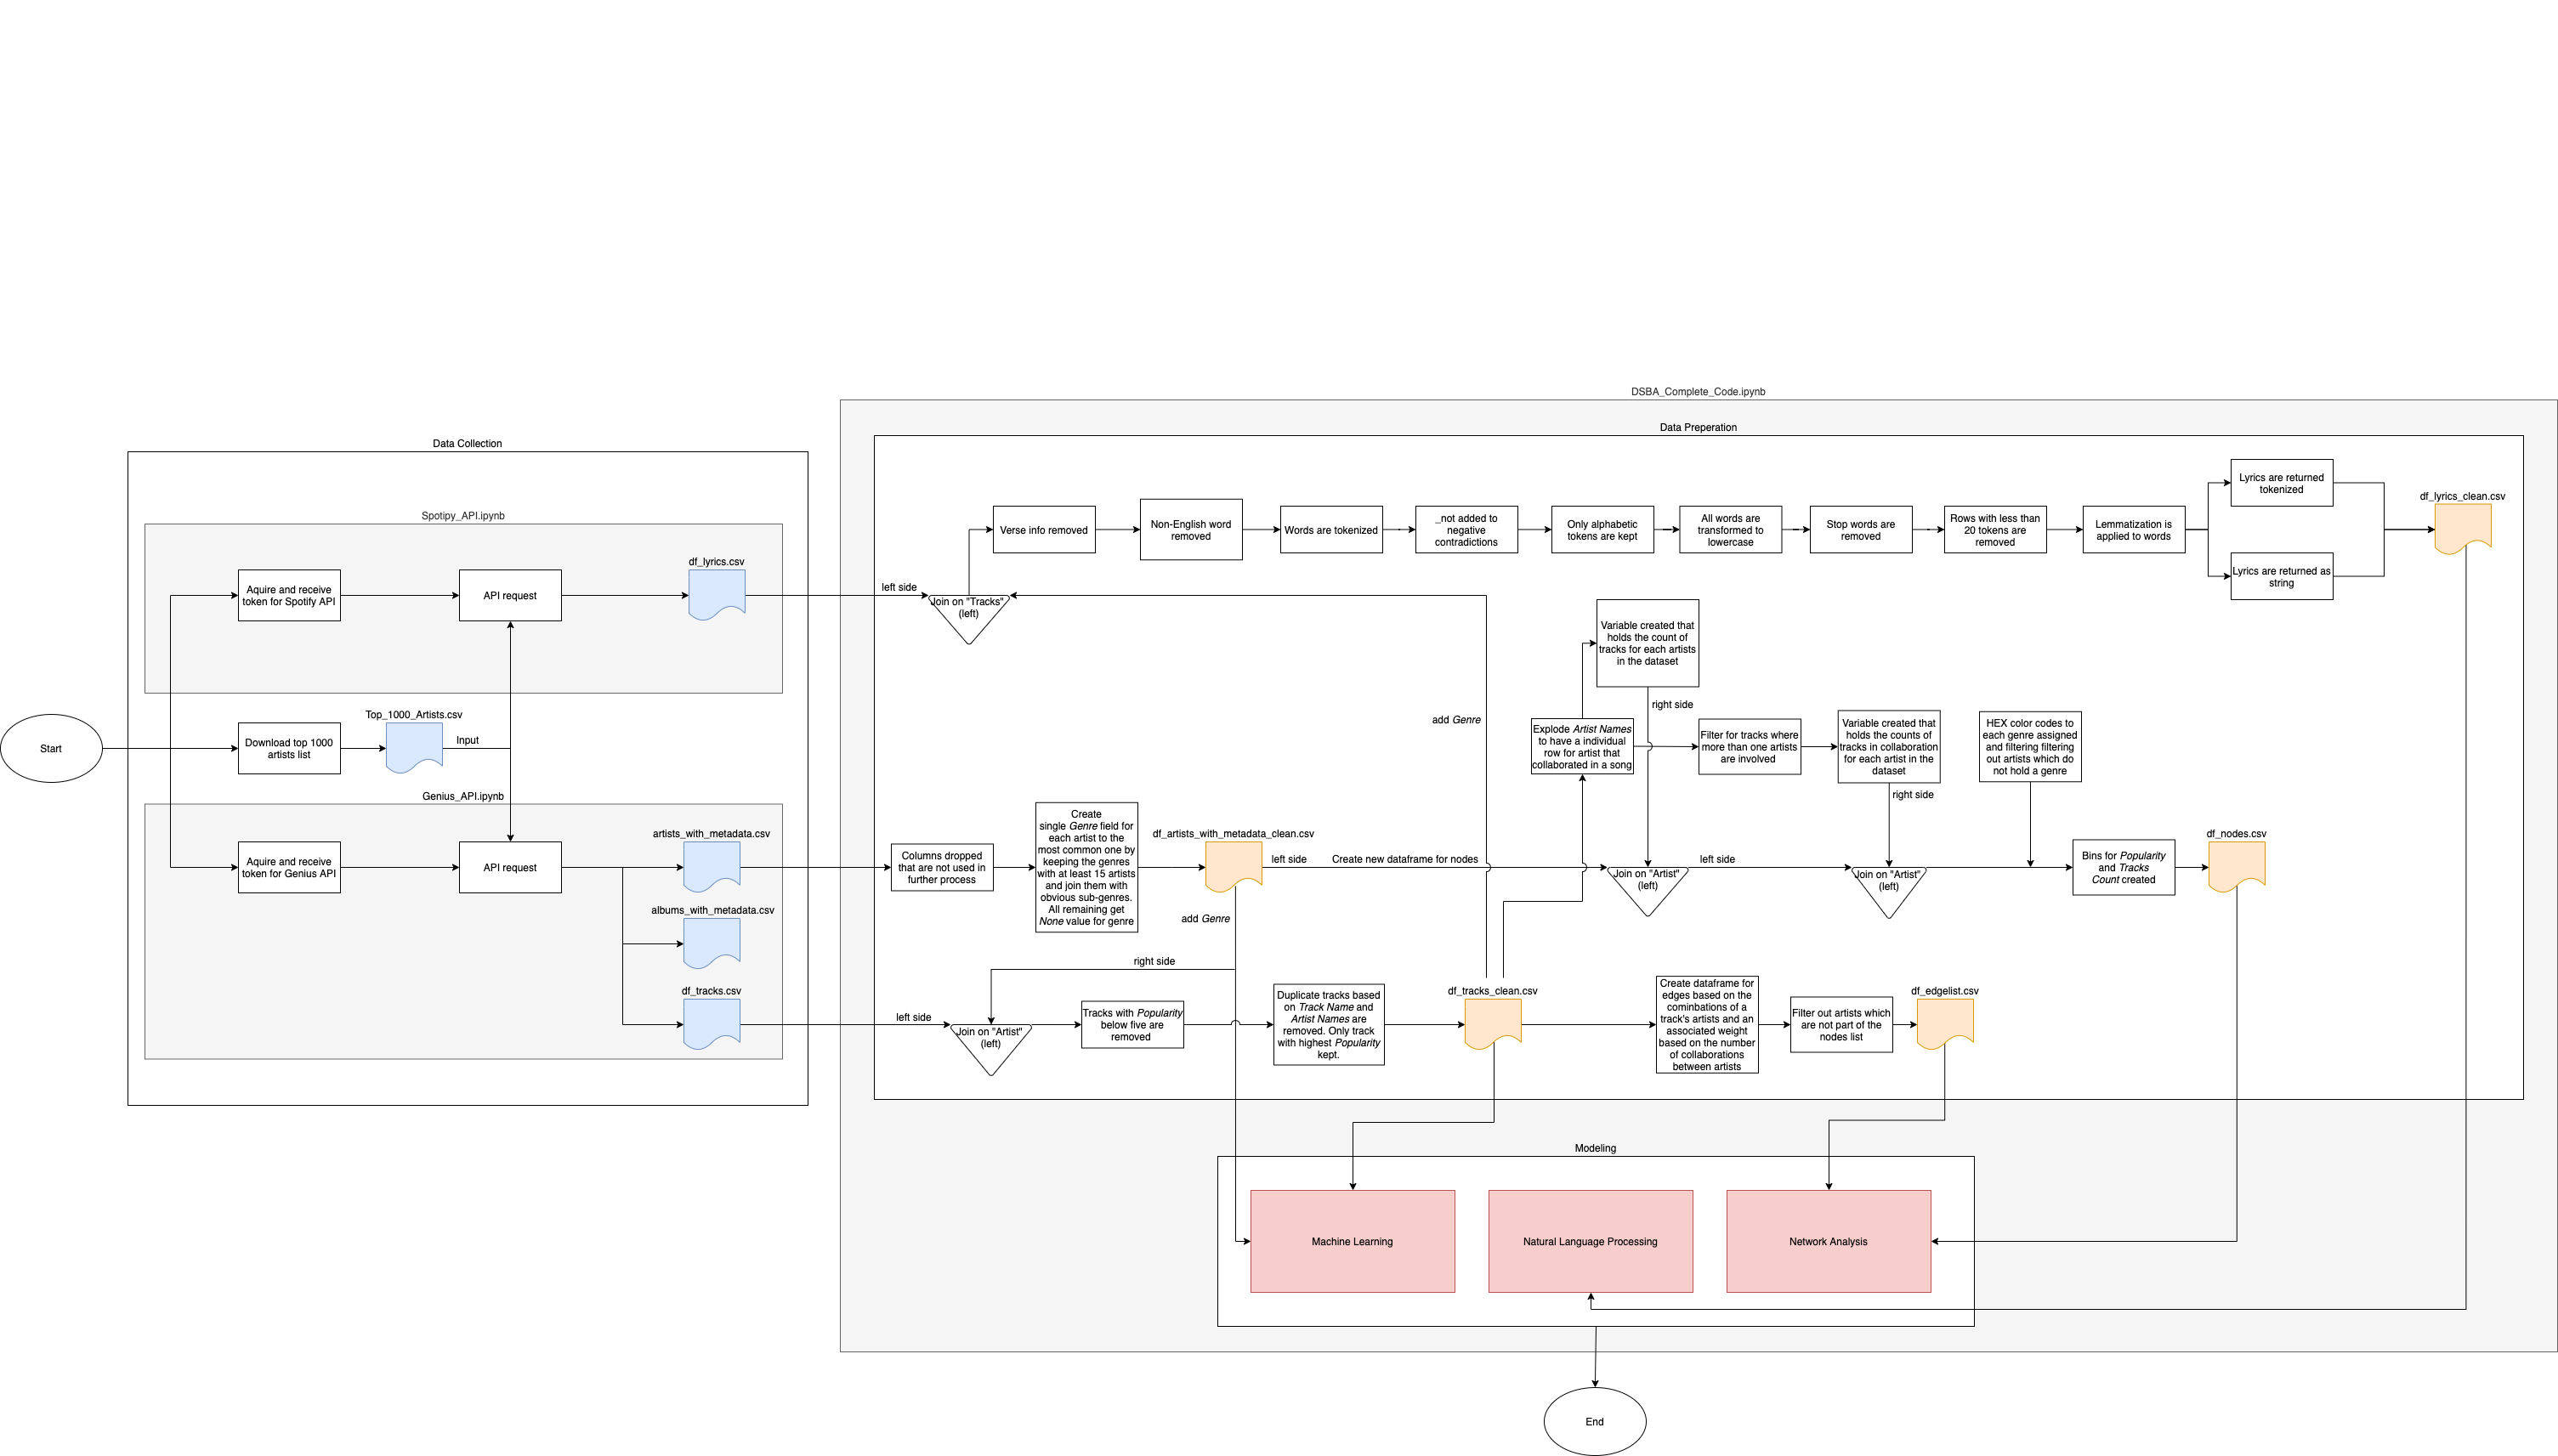 DSBA_Complete_Code.ipynb
Data Collection
Data Preperation
Spotipy_API.ipynb
Aquire and receive
token for Spotify API
API request
df_lyrics.csv
Start
Download top 1000
artists list
Top_1000_Artists.csv
Input
Genius_API.ipynb
Aquire and receive
token for Genius API
API request
artists_with_metadata.csv
albums_with_metadata.csv
df_tracks.csv
left side
Join on "Tracks"
(left)
Verse info removed
Non-English word
removed
Words are tokenized
_not added to
negative
contradictions
Only alphabetic
tokens are kept
All words are
transformed to
lowercase
Stop words are
removed
Rows with less than
20 tokens are
removed
Lemmatization is
applied to words
Lyrics are returned
tokenized
Lyrics are returned as
string
df_lyrics_clean.csv
add Genre
Variable created that
holds the count of
tracks for each artists
in the dataset
right side
Explode Artist Names
to have a individual
row for artist that
collaborated in a song
Filter for tracks where
more than one artists
are involved
Variable created that
holds the counts of
tracks in collaboration
for each artist in the
dataset
right side
HEX color codes to
each genre assigned
and filtering filtering
out artists which do
not hold a genre
Columns dropped
that are not used in
further process
Create
single Genre field for
each artist to the
most common one by
keeping the genres
with at least 15 artists
and join them with
obvious sub-genres.
All remaining get
None value for genre
df_artists_with_metadata_clean.csv
left side
Create new dataframe for nodes
Join on "Artist"
(left)
left side
Join on "Artist"
(left)
Bins for Popularity
and Tracks
Count created
df_nodes.csv
add Genre
right side
left side
Join on "Artist"
(left)
Tracks with Popularity
below five are
removed
Duplicate tracks based
on Track Name and
Artist Names are
removed. Only track
with highest Popularity
kept.
df_tracks_clean.csv
Create dataframe for
edges based on the
cominbations of a
track's artists and an
associated weight
based on the number
of collaborations
between artists
Filter out artists which
are not part of the
nodes list
df_edgelist.csv
Modeling
Machine Learning
Natural Language Processing
Network Analysis
End